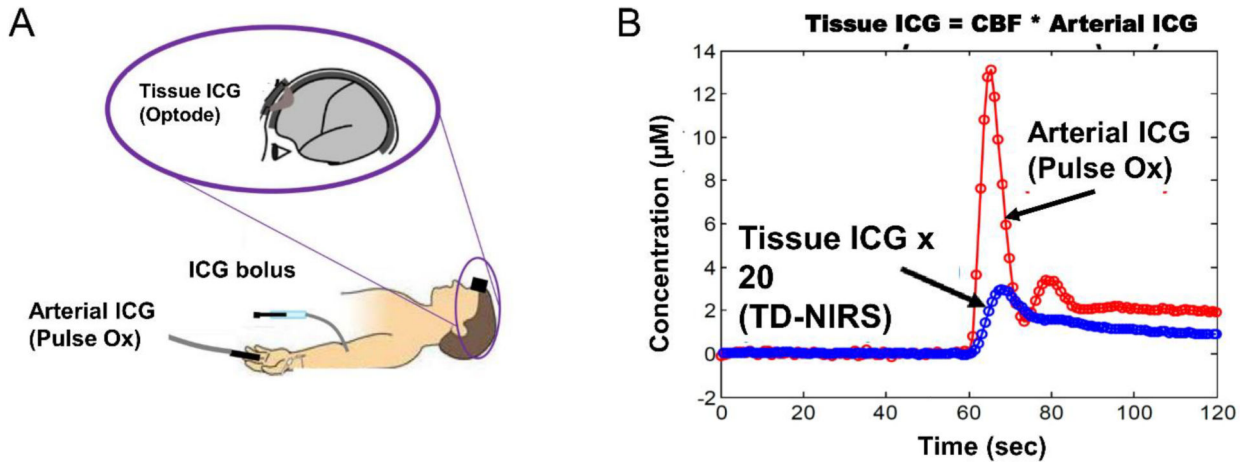 A
Tissue ICG
(Optode)
ICG bolus
Arterial ICG
(Pulse Ox)
B
Tissue ICG = CBF * Arterial ICG
14
12
10
8
6
4
2
0
-2
Concentration (µM)
Arterial ICG
(Pulse Ox)
Tissue ICG x
20
(TD-NIRS)
0
20
40
60
80
100
120
Time (sec)